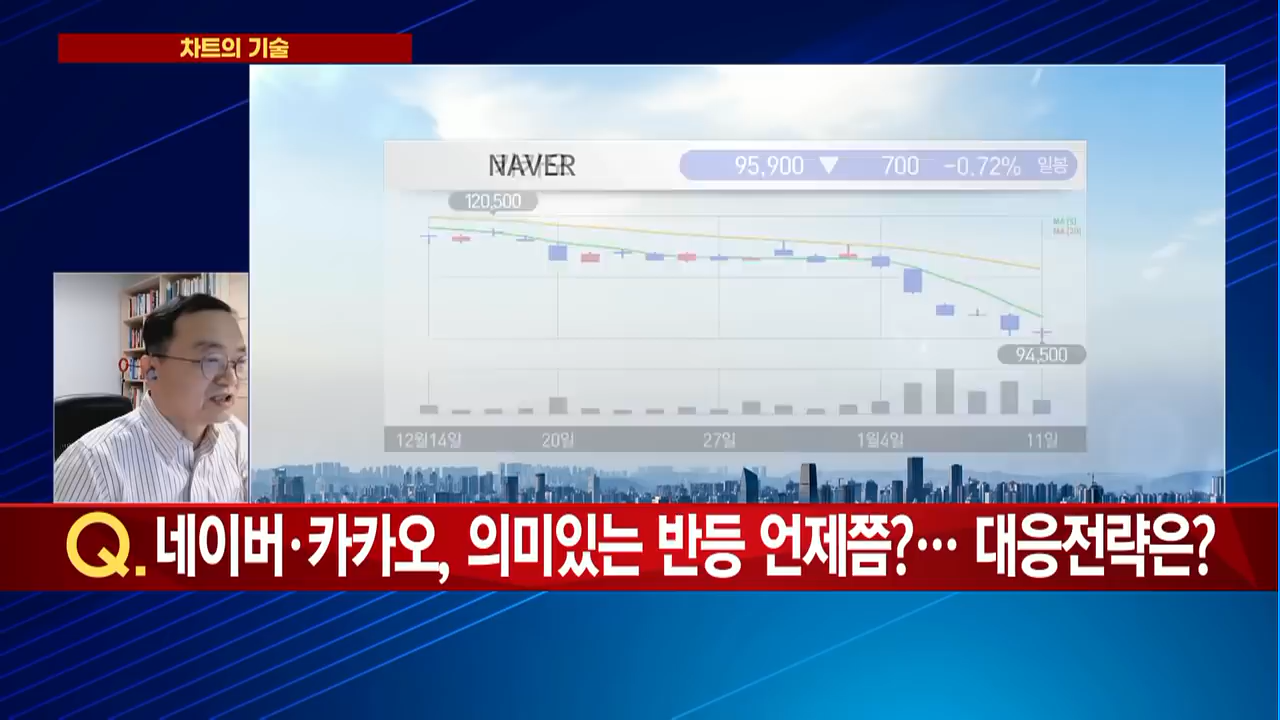 차트의 기술
NAVER
95,900 ▼ 700 -0.72% 일봉
120,500
MA [5]
MA [20]
94,500
12월14일 20일 27일 1월4일 11일
Q. 네이버·카카오, 의미있는 반등 언제쯤?… 대응전략은?